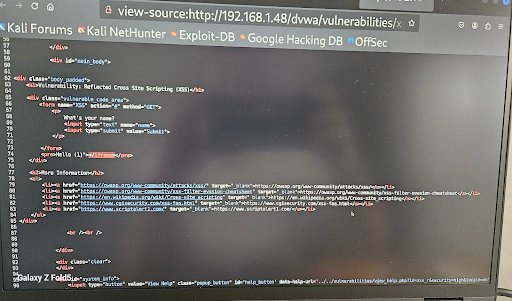 view-source:http://192.168.1.48/dvwa/vulnerabilities/x
Kali Forums Kali NetHunter Exploit-DB Google Hacking DB OffSec
56
57 </div>
58
59 <div id="main_body">
60
61
62 <div class="body_padded">
63 <h1>Vulnerability: Reflected Cross Site Scripting (XSS)</h1>
64
65 <div class="vulnerable_code_area">
66 <form name="XSS" action="#" method="GET">
67 <p>
68 What's your name?
69 <input type="text" name="name">
70 <input type="submit" value="Submit">
71 </p>
72
73 </form>
74 <pre>Hello (1)"></iframe></pre>
75 </div>
76
77 <h2>More Information</h2>
78 <ul>
79 <li><a href="https://owasp.org/www-community/attacks/xss/" target="_blank">https://owasp.org/www-community/attacks/xss/</a></li>
80 <li><a href="https://owasp.org/www-community/xss-filter-evasion-cheatsheet" target="_blank">https://owasp.org/www-community/xss-filter-evasion-cheatsheet</a></li>
81 <li><a href="https://en.wikipedia.org/wiki/Cross-site_scripting" target="_blank">https://en.wikipedia.org/wiki/Cross-site_scripting</a></li>
82 <li><a href="https://www.cgisecurity.com/xss-faq.html" target="_blank">https://www.cgisecurity.com/xss-faq.html</a></li>
83 <li><a href="https://www.scriptalert1.com/" target="_blank">https://www.scriptalert1.com/</a></li>
84 </ul>
85 </div>
86
87 <br /><br />
88
89
90 </div>
91
92 <div class="clear">
93 </div>
Galaxy Z Fold5
<div id="system_info">
96 <input type="button" value="View Help" class="popup_button" id='help_button' data-help-url='../../vulnerabilities/view_help.php?id=xss_r&security=high&locale=en'